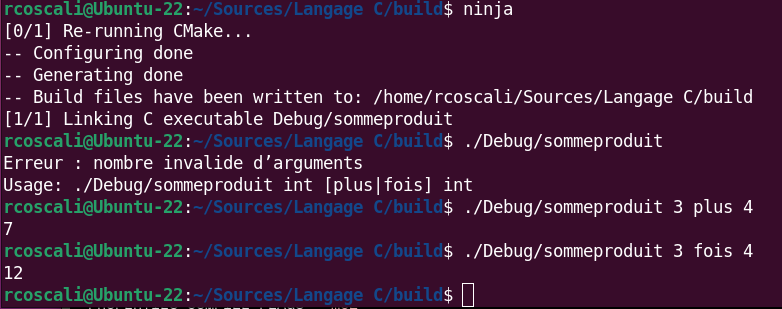 rcoscali@Ubuntu-22:~/Sources/Langage C/build$ ninja
[0/1] Re-running CMake...
-- Configuring done
-- Generating done
-- Build files have been written to: /home/rcoscali/Sources/Langage C/build
[1/1] Linking C executable Debug/sommeproduit
rcoscali@Ubuntu-22:~/Sources/Langage C/build$ ./Debug/sommeproduit
Erreur : nombre invalide d’arguments
Usage: ./Debug/sommeproduit int [plus|fois] int
rcoscali@Ubuntu-22:~/Sources/Langage C/build$ ./Debug/sommeproduit 3 plus 4
7
rcoscali@Ubuntu-22:~/Sources/Langage C/build$ ./Debug/sommeproduit 3 fois 4
12
rcoscali@Ubuntu-22:~/Sources/Langage C/build$